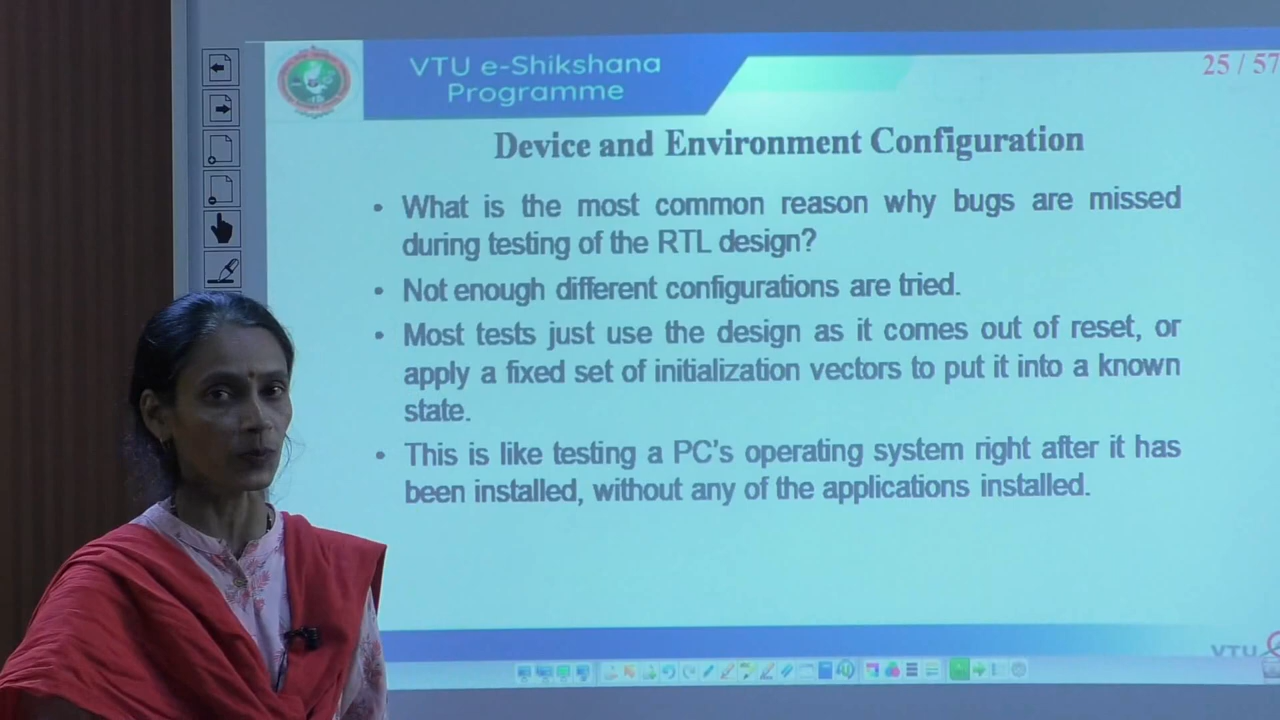 VTU e-Shikshana
Programme
25 / 57
Device and Environment Configuration
• What is the most common reason why bugs are missed
during testing of the RTL design?
• Not enough different configurations are tried.
• Most tests just use the design as it comes out of reset, or
apply a fixed set of initialization vectors to put it into a known
state.
• This is like testing a PC's operating system right after it has
been installed, without any of the applications installed.
VTU